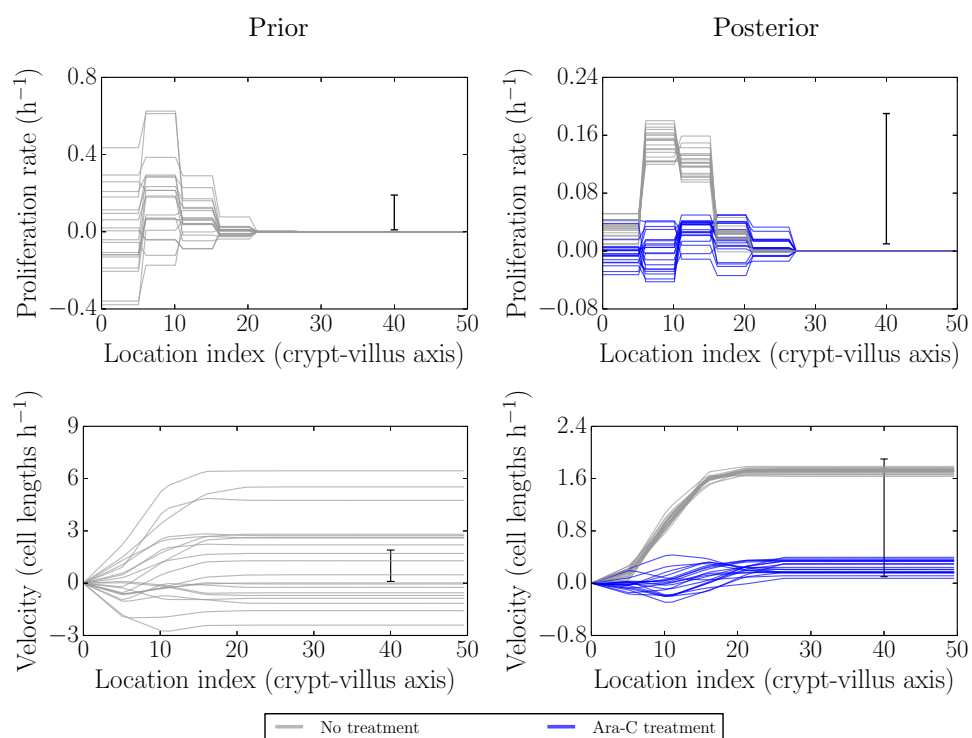 Prior
Posterior
Proliferation rate (h⁻¹)
0.8
0.4
0.0
−0.4
0 10 20 30 40 50
Location index (crypt-villus axis)
Proliferation rate (h⁻¹)
0.24
0.16
0.08
0.00
−0.08
0 10 20 30 40 50
Location index (crypt-villus axis)
Velocity (cell lengths h⁻¹)
9
6
3
0
−3
0 10 20 30 40 50
Location index (crypt-villus axis)
Velocity (cell lengths h⁻¹)
2.4
1.6
0.8
0.0
−0.8
0 10 20 30 40 50
Location index (crypt-villus axis)
No treatment
Ara-C treatment